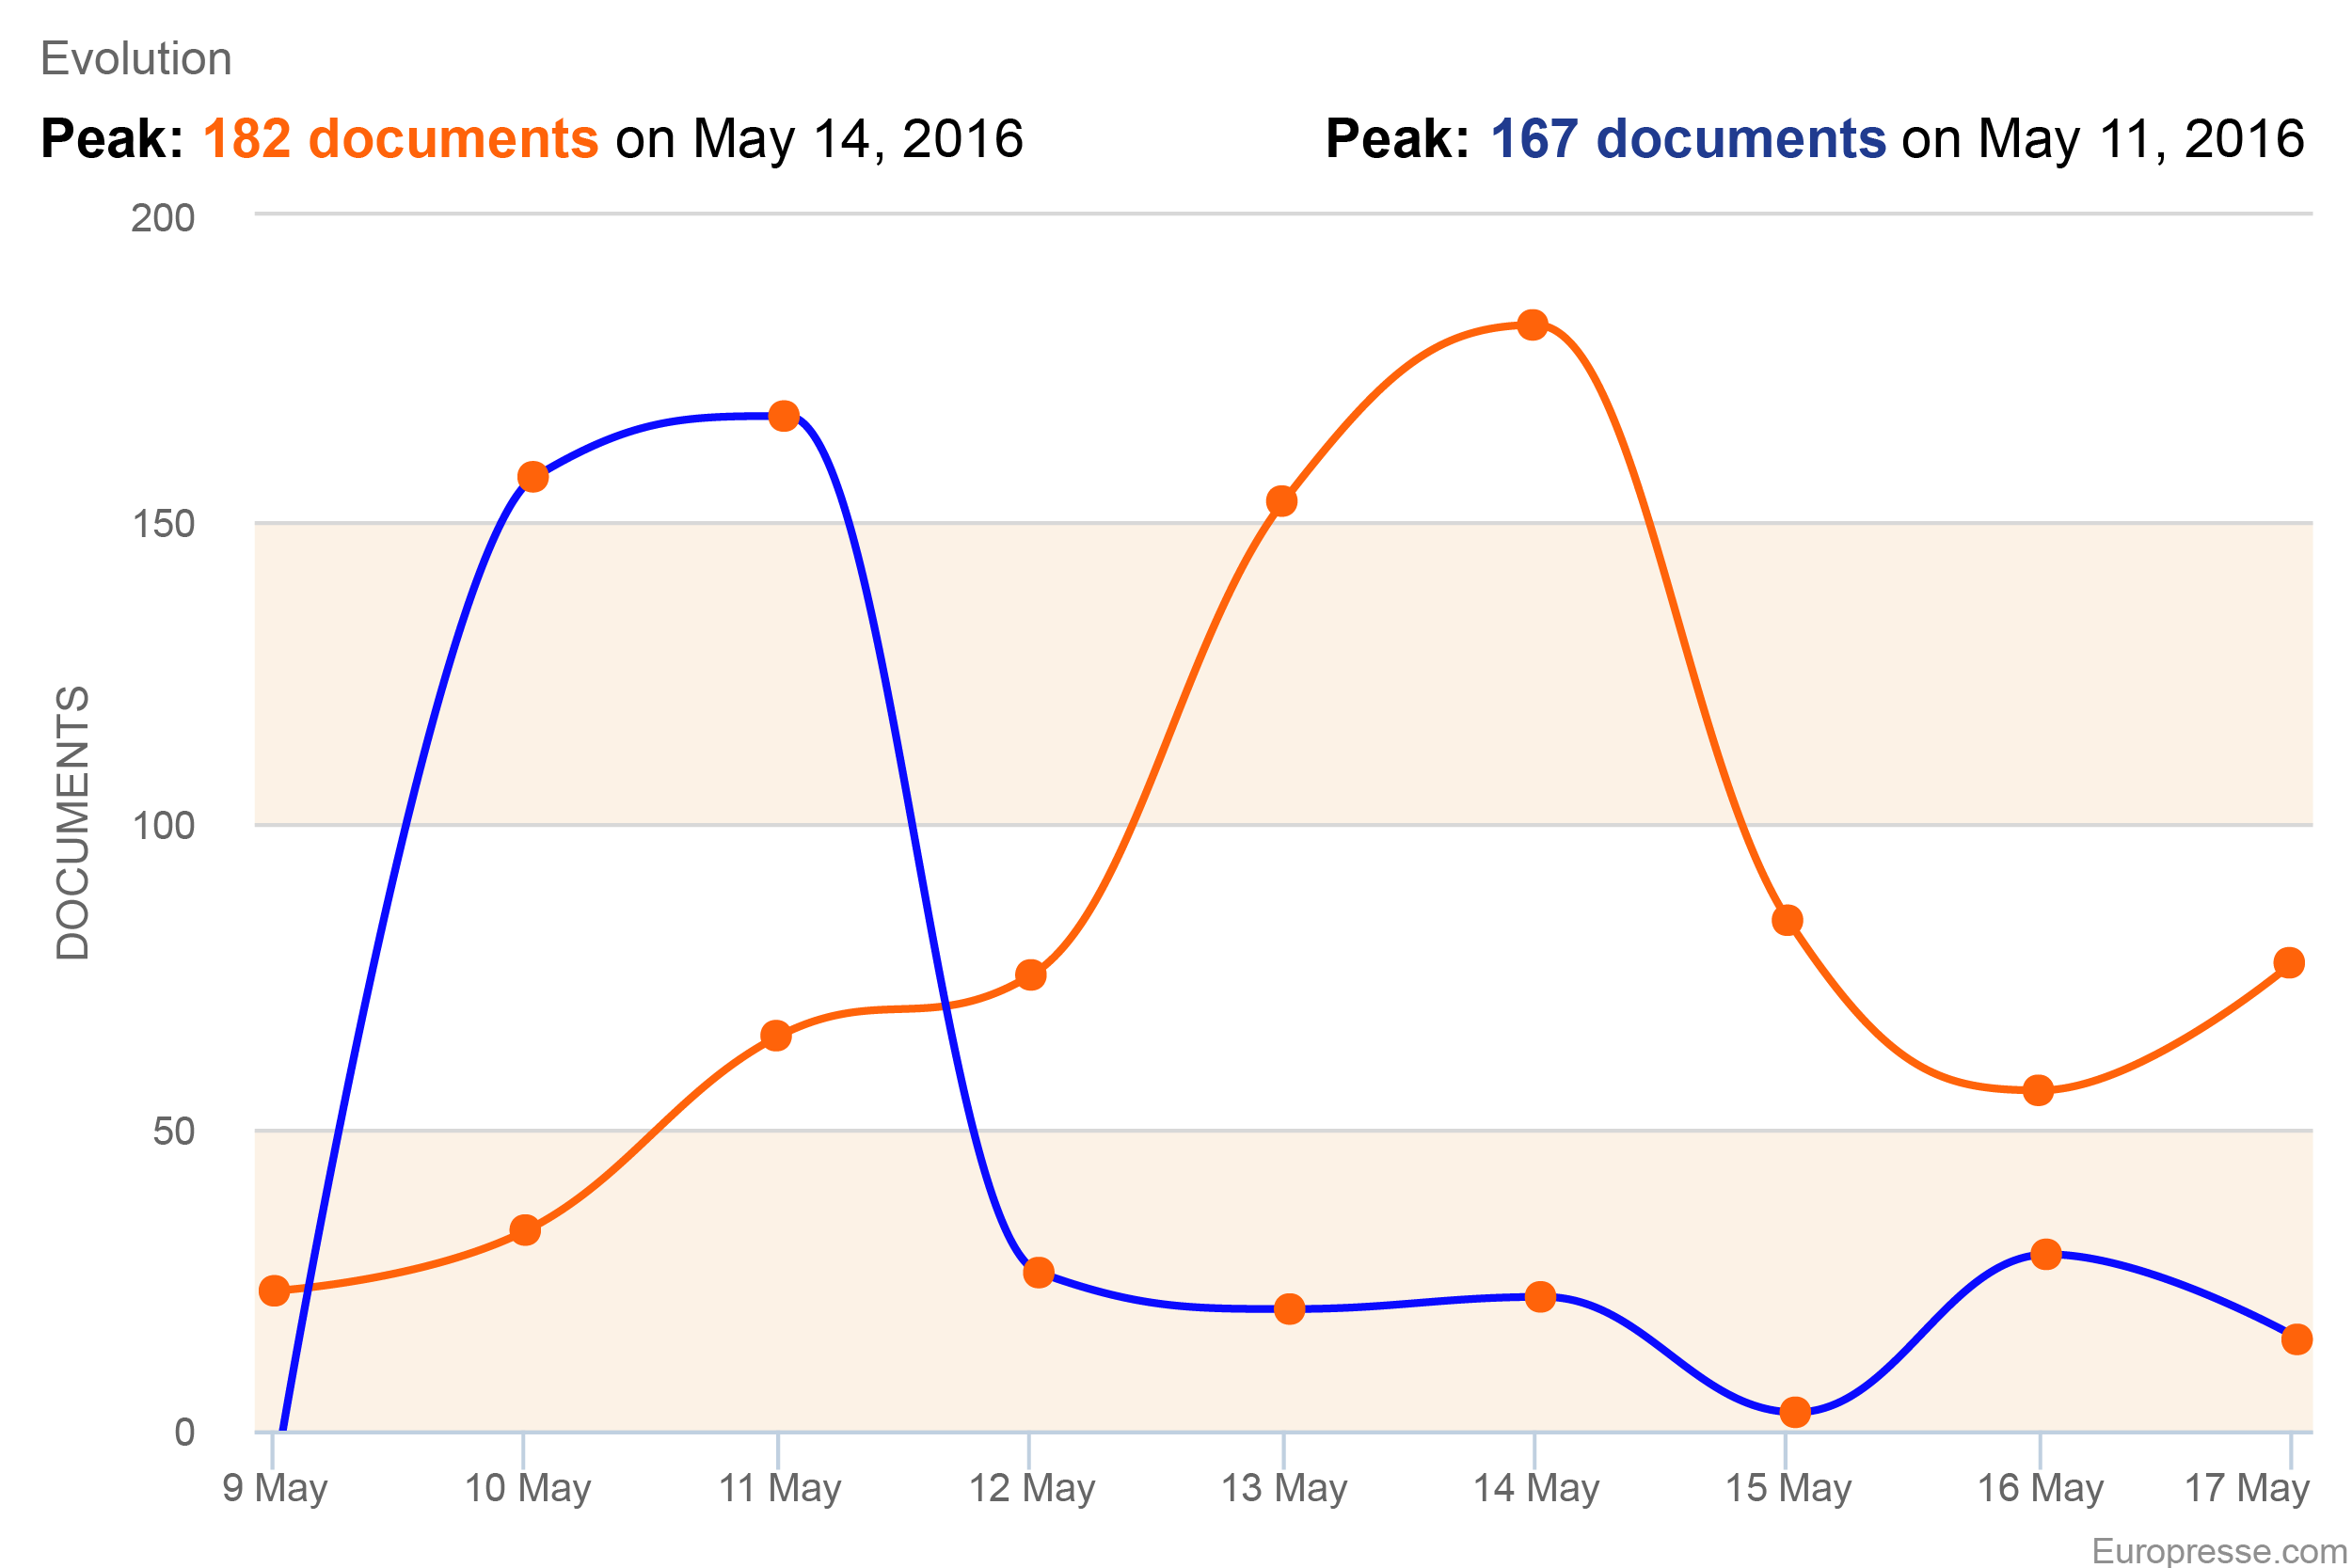 Evolution
Peak: 182 documents on May 14, 2016
Peak: 167 documents on May 11, 2016
200
150
100
50
0
DOCUMENTS
9 May
10 May
11 May
12 May
13 May
14 May
15 May
16 May
17 May
Europresse.com